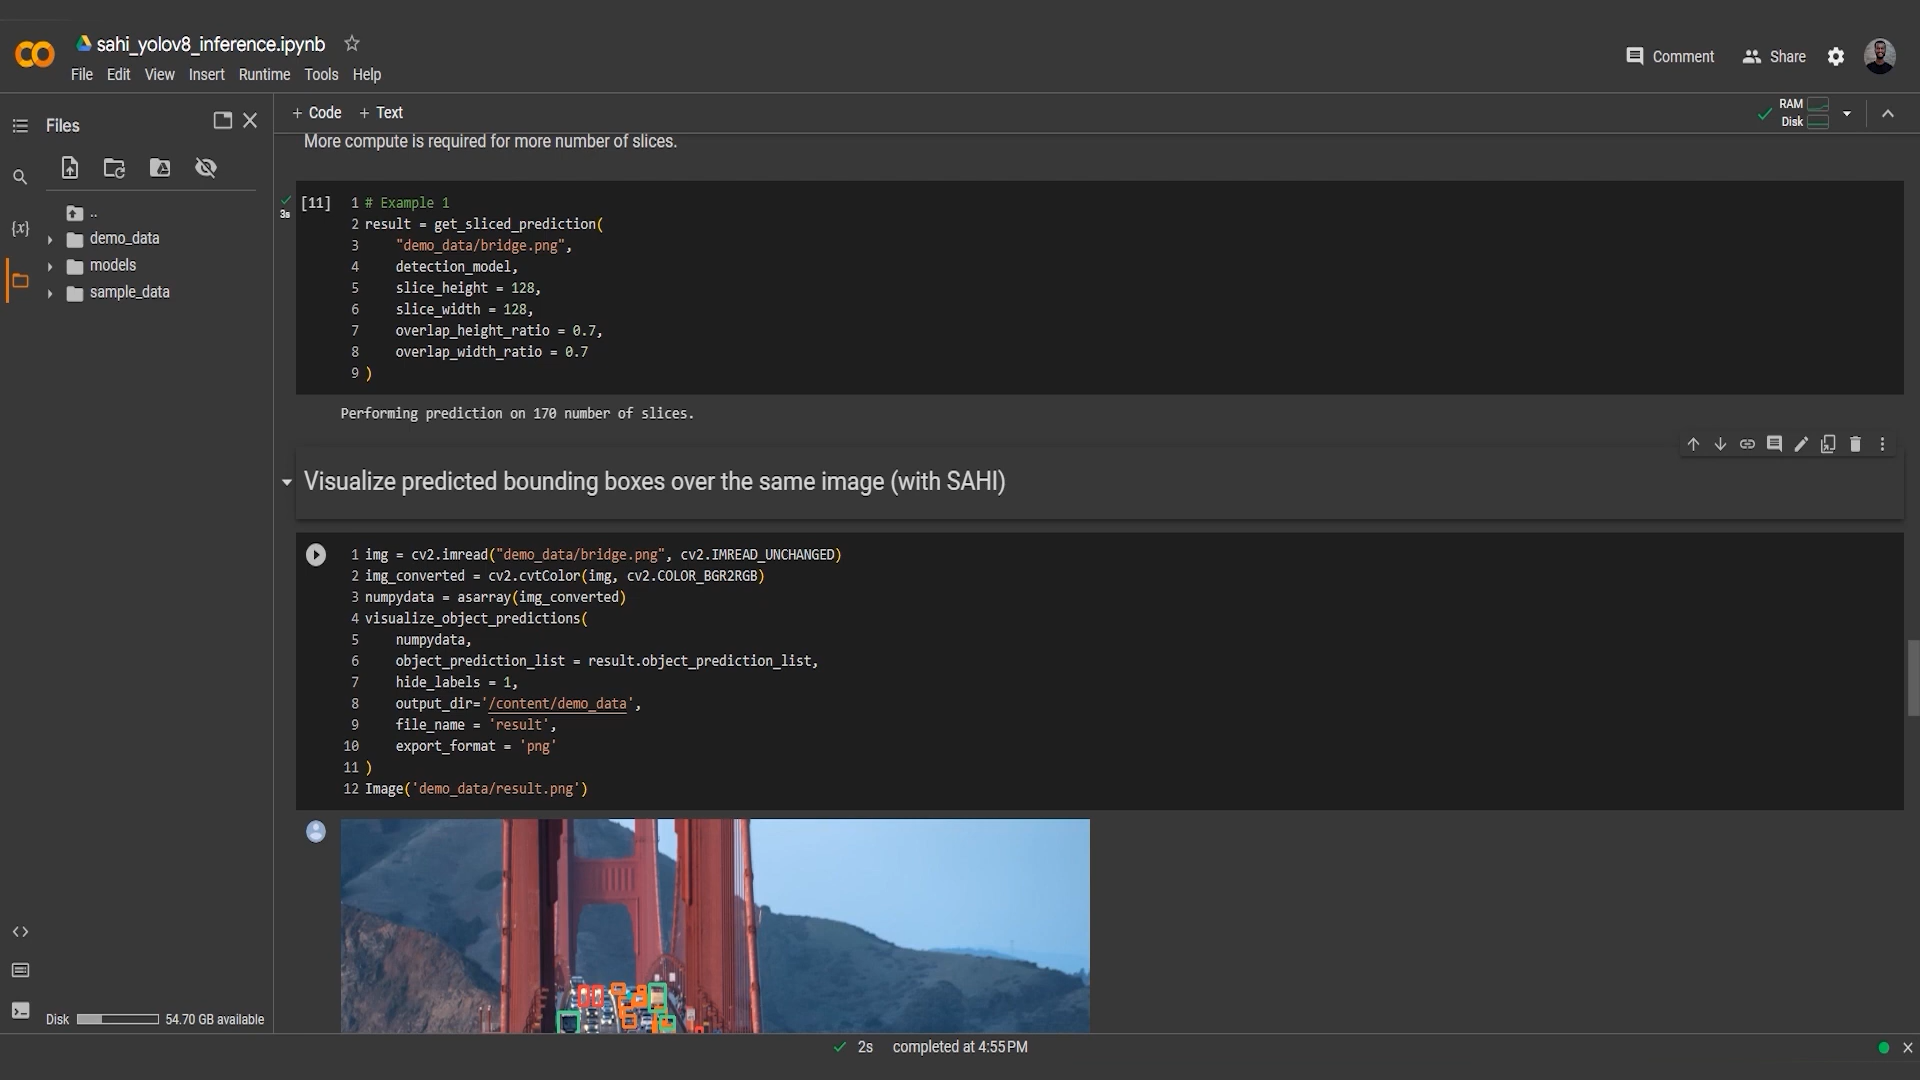 sahi_yolov8_inference.ipynb
File Edit View Insert Runtime Tools Help
Comment Share
Files
+ Code + Text
RAM
Disk
..
demo_data
models
sample_data
{x}
More compute is required for more number of slices.
3s
[11]
1 # Example 1
2 result = get_sliced_prediction(
3 "demo_data/bridge.png",
4 detection_model,
5 slice_height = 128,
6 slice_width = 128,
7 overlap_height_ratio = 0.7,
8 overlap_width_ratio = 0.7
9 )
Performing prediction on 170 number of slices.
Visualize predicted bounding boxes over the same image (with SAHI)
1 img = cv2.imread("demo_data/bridge.png", cv2.IMREAD_UNCHANGED)
2 img_converted = cv2.cvtColor(img, cv2.COLOR_BGR2RGB)
3 numpydata = asarray(img_converted)
4 visualize_object_predictions(
5 numpydata,
6 object_prediction_list = result.object_prediction_list,
7 hide_labels = 1,
8 output_dir='/content/demo_data',
9 file_name = 'result',
10 export_format = 'png'
11 )
12 Image('demo_data/result.png')
Disk 54.70 GB available
2s completed at 4:55 PM